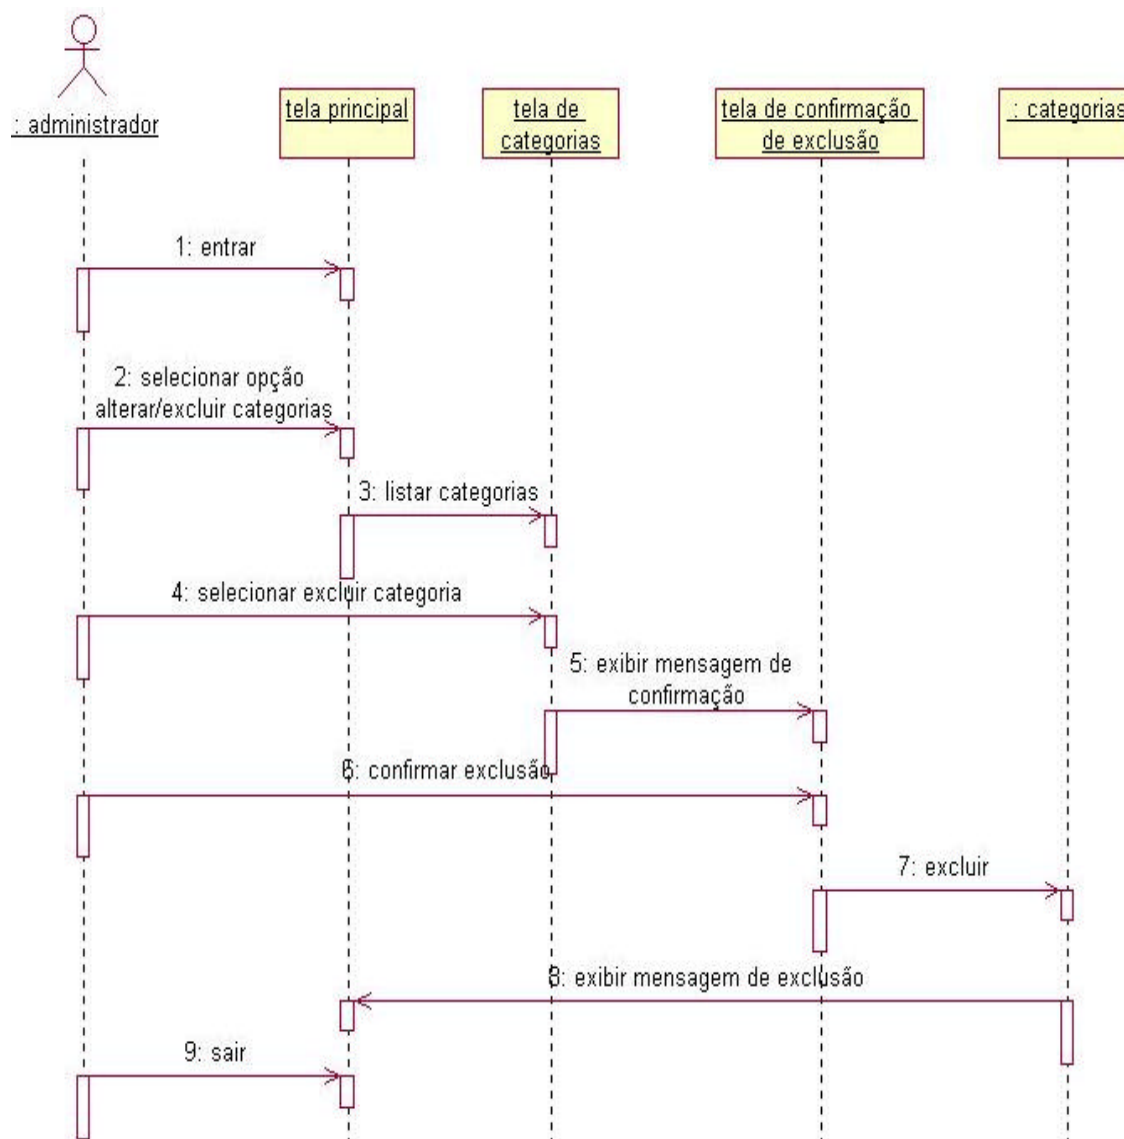 : administrador
tela principal
tela de
categorias
tela de confirmação
de exclusão
: categorias
1: entrar
2: selecionar opção
alterar/excluir categorias
3: listar categorias
4: selecionar excluir categoria
5: exibir mensagem de
confirmação
6: confirmar exclusão
7: excluir
8: exibir mensagem de exclusão
9: sair